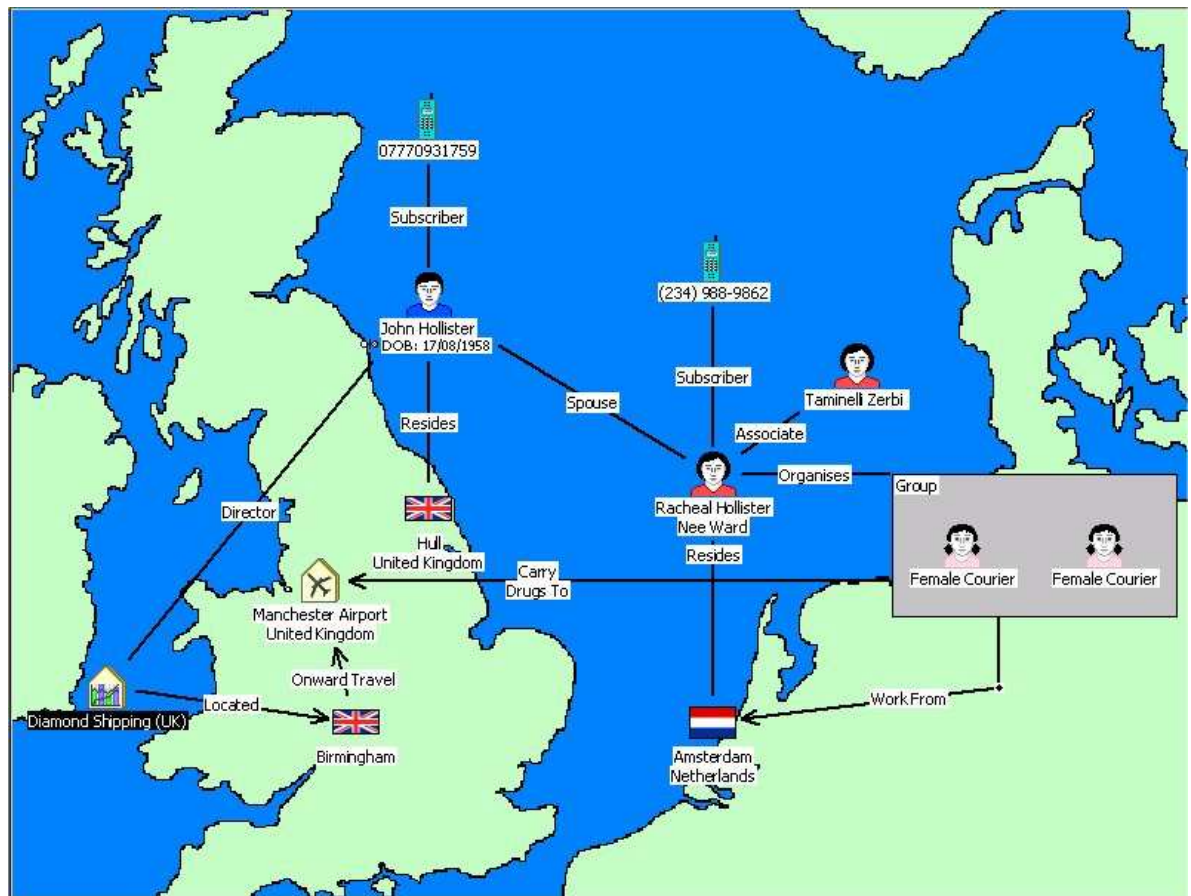 07770931759
Subscriber
(234) 988-9862
John Hollister
DOB: 17/08/1958
Subscriber
Taminelli Zerbi
Spouse
Resides
Associate
Organises
Group
Racheal Hollister
Nee Ward
Director
Hull
United Kingdom
Resides
Female Courier
Female Courier
Carry
Drugs To
Manchester Airport
United Kingdom
Onward Travel
Located
Work From
Diamond Shipping (UK)
Birmingham
Amsterdam
Netherlands